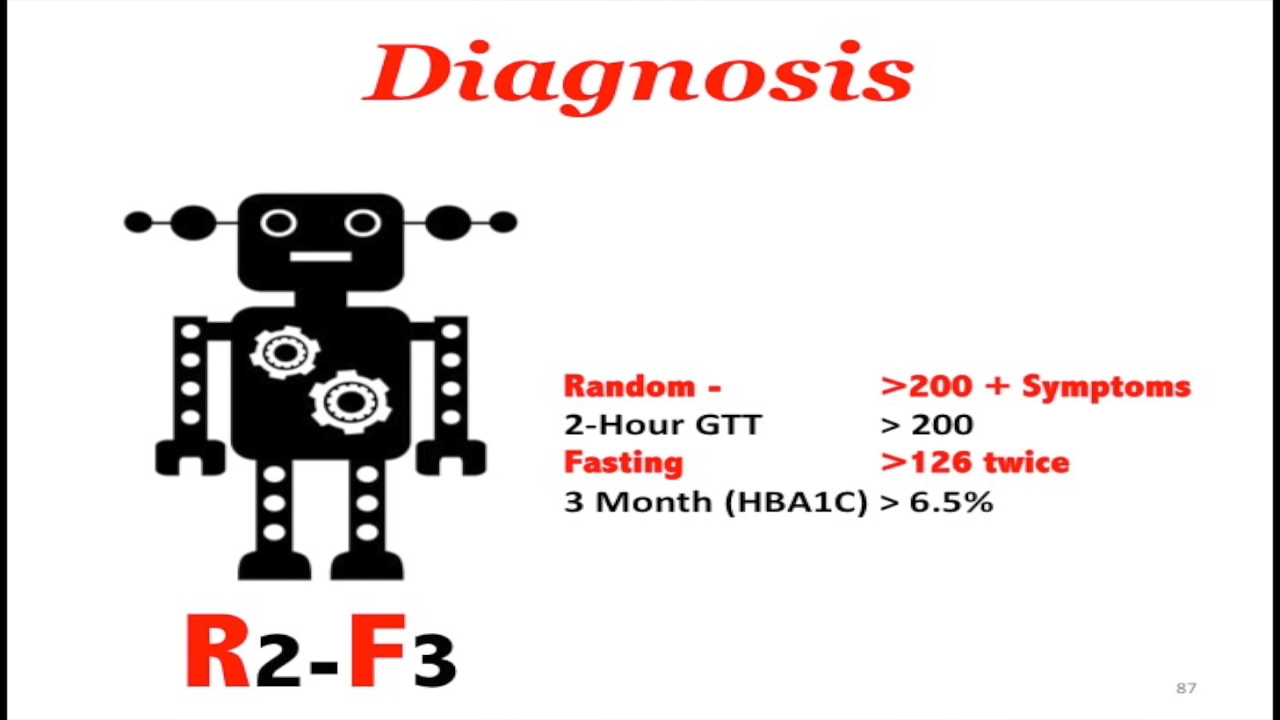 Diagnosis
Random - >200 + Symptoms
2-Hour GTT > 200
Fasting >126 twice
3 Month (HBA1C) > 6.5%
R2-F3
87